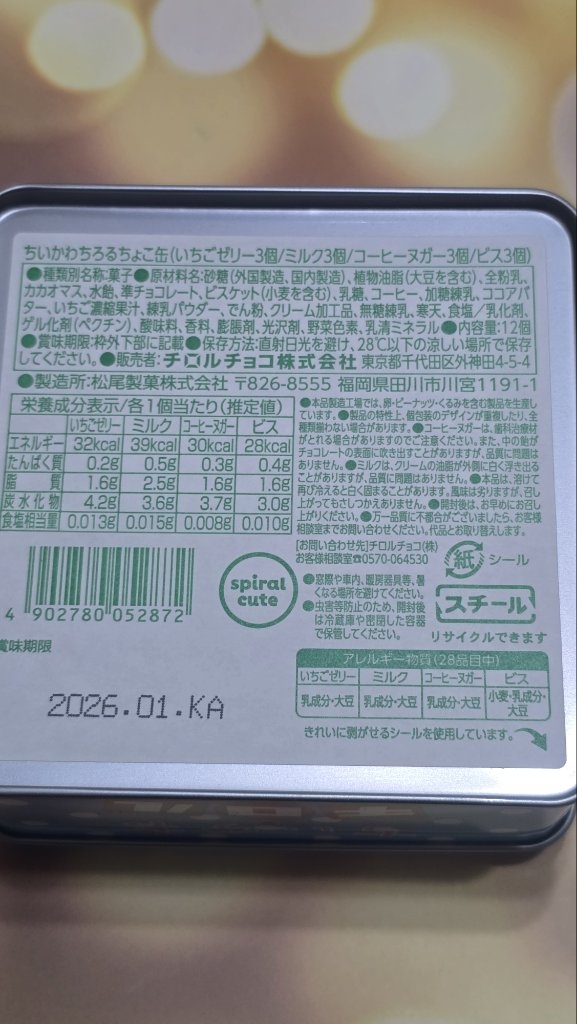 ちいかわちろるちょこ缶(いちごゼリー3個/ミルク3個/コーヒーヌガー3個/ビス3個)
●種類別名称:菓子●原材料名:砂糖(外国製造、国内製造)、植物油脂(大豆を含む)、全粉乳、
カカオマス、水飴、準チョコレート、ビスケット(小麦を含む)、乳糖、コーヒー、加糖練乳、ココアバ
ター、いちご濃縮果汁、練乳パウダー、でん粉、クリーム加工品、無糖練乳、寒天、食塩/乳化剤、
ゲル化剤(ペクチン)、酸味料、香料、膨脹剤、光沢剤、野菜色素、乳清ミネラル●内容量:12個
●賞味期限:枠外下部に記載●保存方法:直射日光を避け、28℃以下の涼しい場所で保存
してください。●販売者:チロルチョコ株式会社 東京都千代田区外神田4-5-4
●製造所:松尾製菓株式会社 〒826-8555 福岡県田川市川宮1191-1
栄養成分表示/各1個当たり(推定値)
いちごゼリー ミルク コーヒーヌガー ビス
エネルギー 32kcal 39kcal 30kcal 28kcal
たんぱく質 0.2g 0.5g 0.3g 0.4g
脂質 1.6g 2.5g 1.6g 1.6g
炭水化物 4.2g 3.6g 3.7g 3.0g
食塩相当量 0.013g 0.015g 0.008g 0.010g
●本品製造工場では、卵・ピーナッツ・くるみを含む製品を生産し
ています。●製品の特性上、個包装のデザインが重複したり、全
種類揃わない場合があります。●コーヒーヌガーは、歯科治療材
がとれる場合がありますのでご注意ください。また、中の飴が
チョコレートの表面に吹き出すことがありますが、品質に問題は
ありません。●ミルクは、クリームの油脂が外側に白く浮き出る
ことがありますが、品質に問題はありません。●本品は、溶けて
再び冷えると白く固まることがあります。風味は劣りますが、召し
上がってもさしつかえありません。●開封後は、お早めにお召し
上がりください。●万一品質に不都合がございましたら、お客様
相談室までお問い合わせください。代品とお取り替えします。
[お問い合わせ先]チロルチョコ(株)
お客様相談室☎0570-064530
●窓際や車内、暖房器具等、暑
くなる場所を避けてください。
●虫害等防止のため、開封後
は冷蔵庫や密閉した容器
で保管してください。
紙 シール
スチール
リサイクルできます
spiral
cute
4 902780 052872
賞味期限
2026.01.KA
アレルギー物質(28品目中)
いちごゼリー ミルク コーヒーヌガー ビス
乳成分・大豆 乳成分・大豆 乳成分・大豆 小麦・乳成分・
大豆
きれいに剥がせるシールを使用しています。